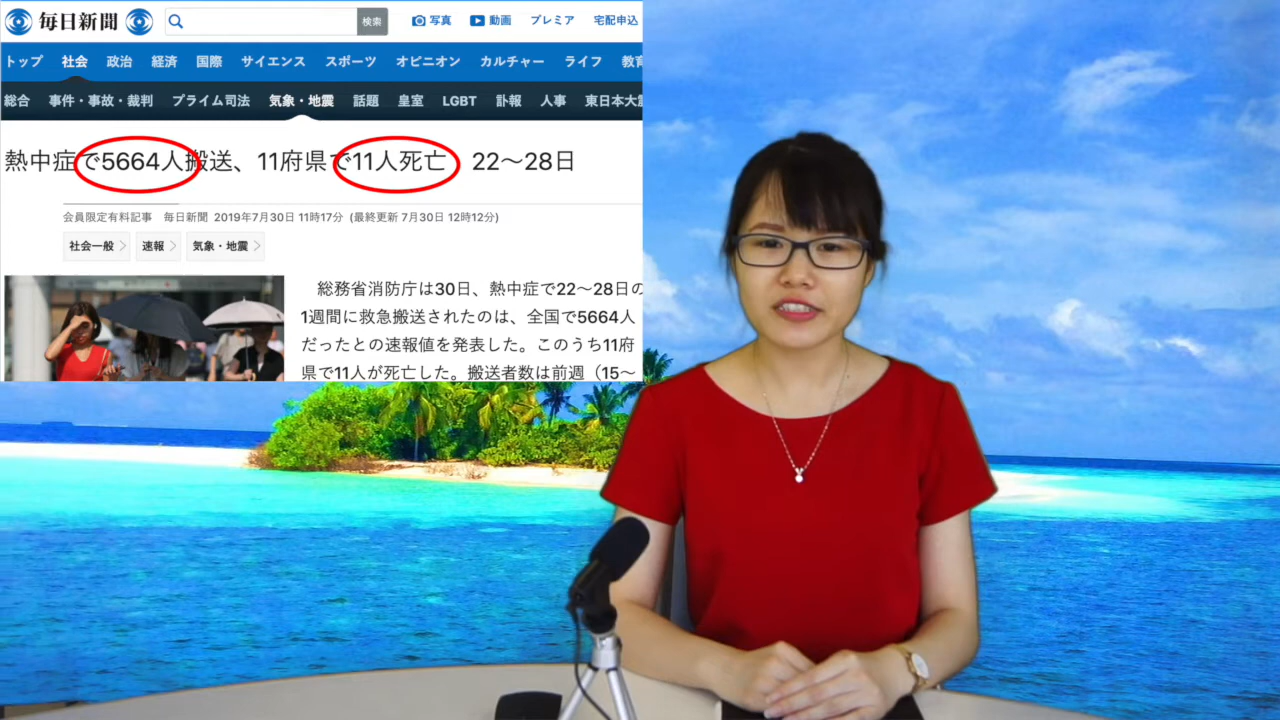 毎日新聞
検索
写真 動画 プレミア 宅配申込
トップ 社会 政治 経済 国際 サイエンス スポーツ オピニオン カルチャー ライフ 教育
総合 事件・事故・裁判 プライム司法 気象・地震 話題 皇室 LGBT 訃報 人事 東日本大震
熱中症で5664人搬送、11府県で11人死亡 22〜28日
会員限定有料記事 毎日新聞 2019年7月30日 11時17分 (最終更新 7月30日 12時12分)
社会一般 速報 気象・地震
総務省消防庁は30日、熱中症で22〜28日の
1週間に救急搬送されたのは、全国で5664人
だったとの速報値を発表した。このうち11府
県で11人が死亡した。搬送者数は前週（15〜